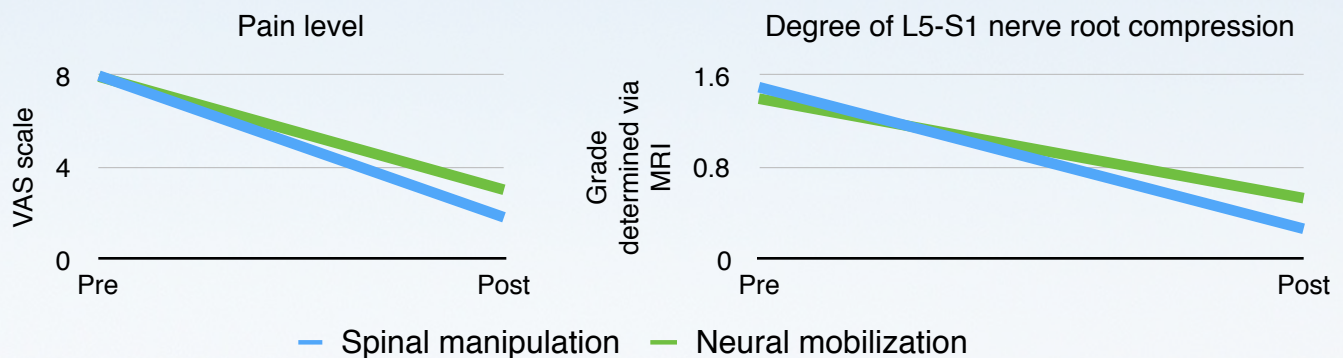 Pain level
VAS scale
8
4
0
Pre
Post
Degree of L5-S1 nerve root compression
Grade
determined via
MRI
1.6
0.8
0
Pre
Post
Spinal manipulation
Neural mobilization